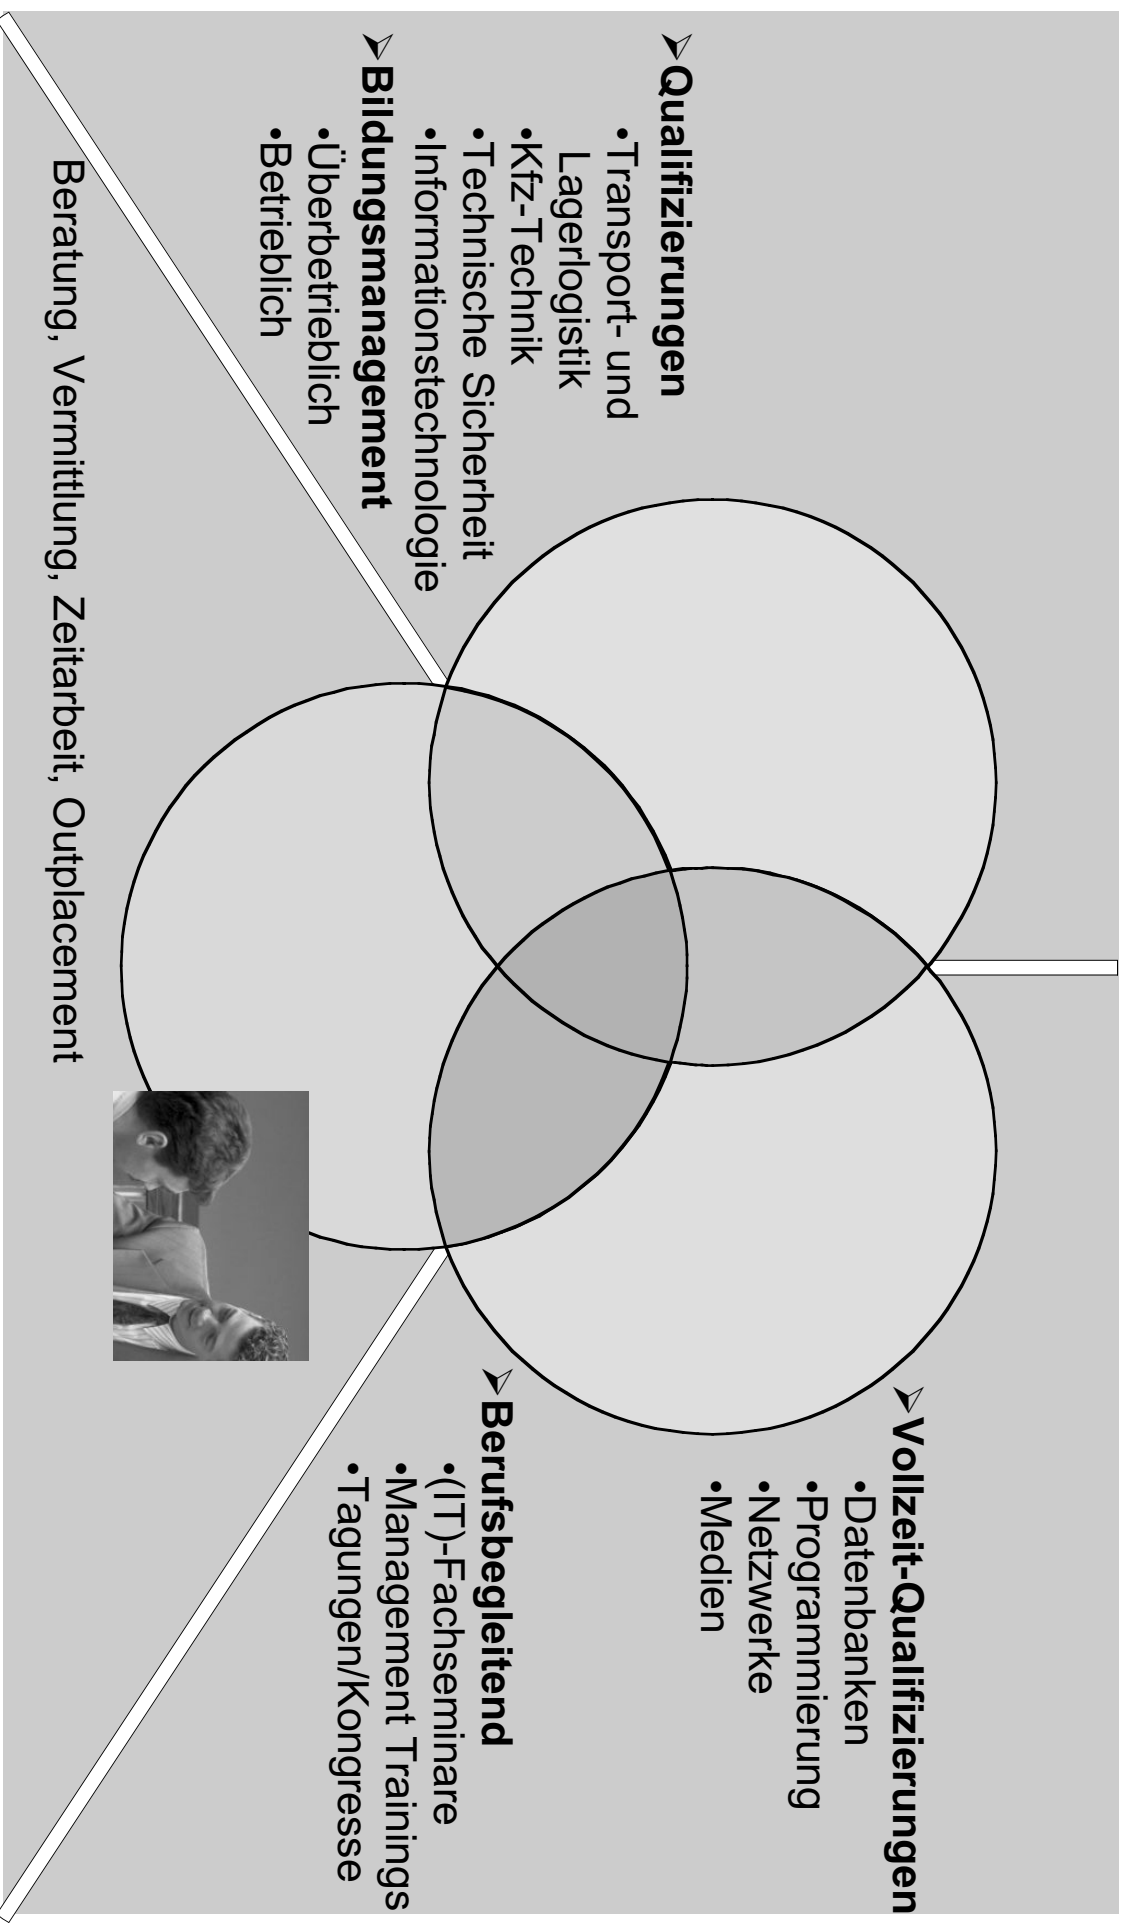 ➢Qualifizierungen
•Transport- und
Lagerlogistik
•Kfz-Technik
•Technische Sicherheit
•Informationstechnologie
➢Bildungsmanagement
•Überbetrieblich
•Betrieblich
➢Vollzeit-Qualifizierungen
•Datenbanken
•Programmierung
•Netzwerke
•Medien
➢Berufsbegleitend
•(IT)-Fachseminare
•Management Trainings
•Tagungen/Kongresse
Beratung, Vermittlung, Zeitarbeit, Outplacement